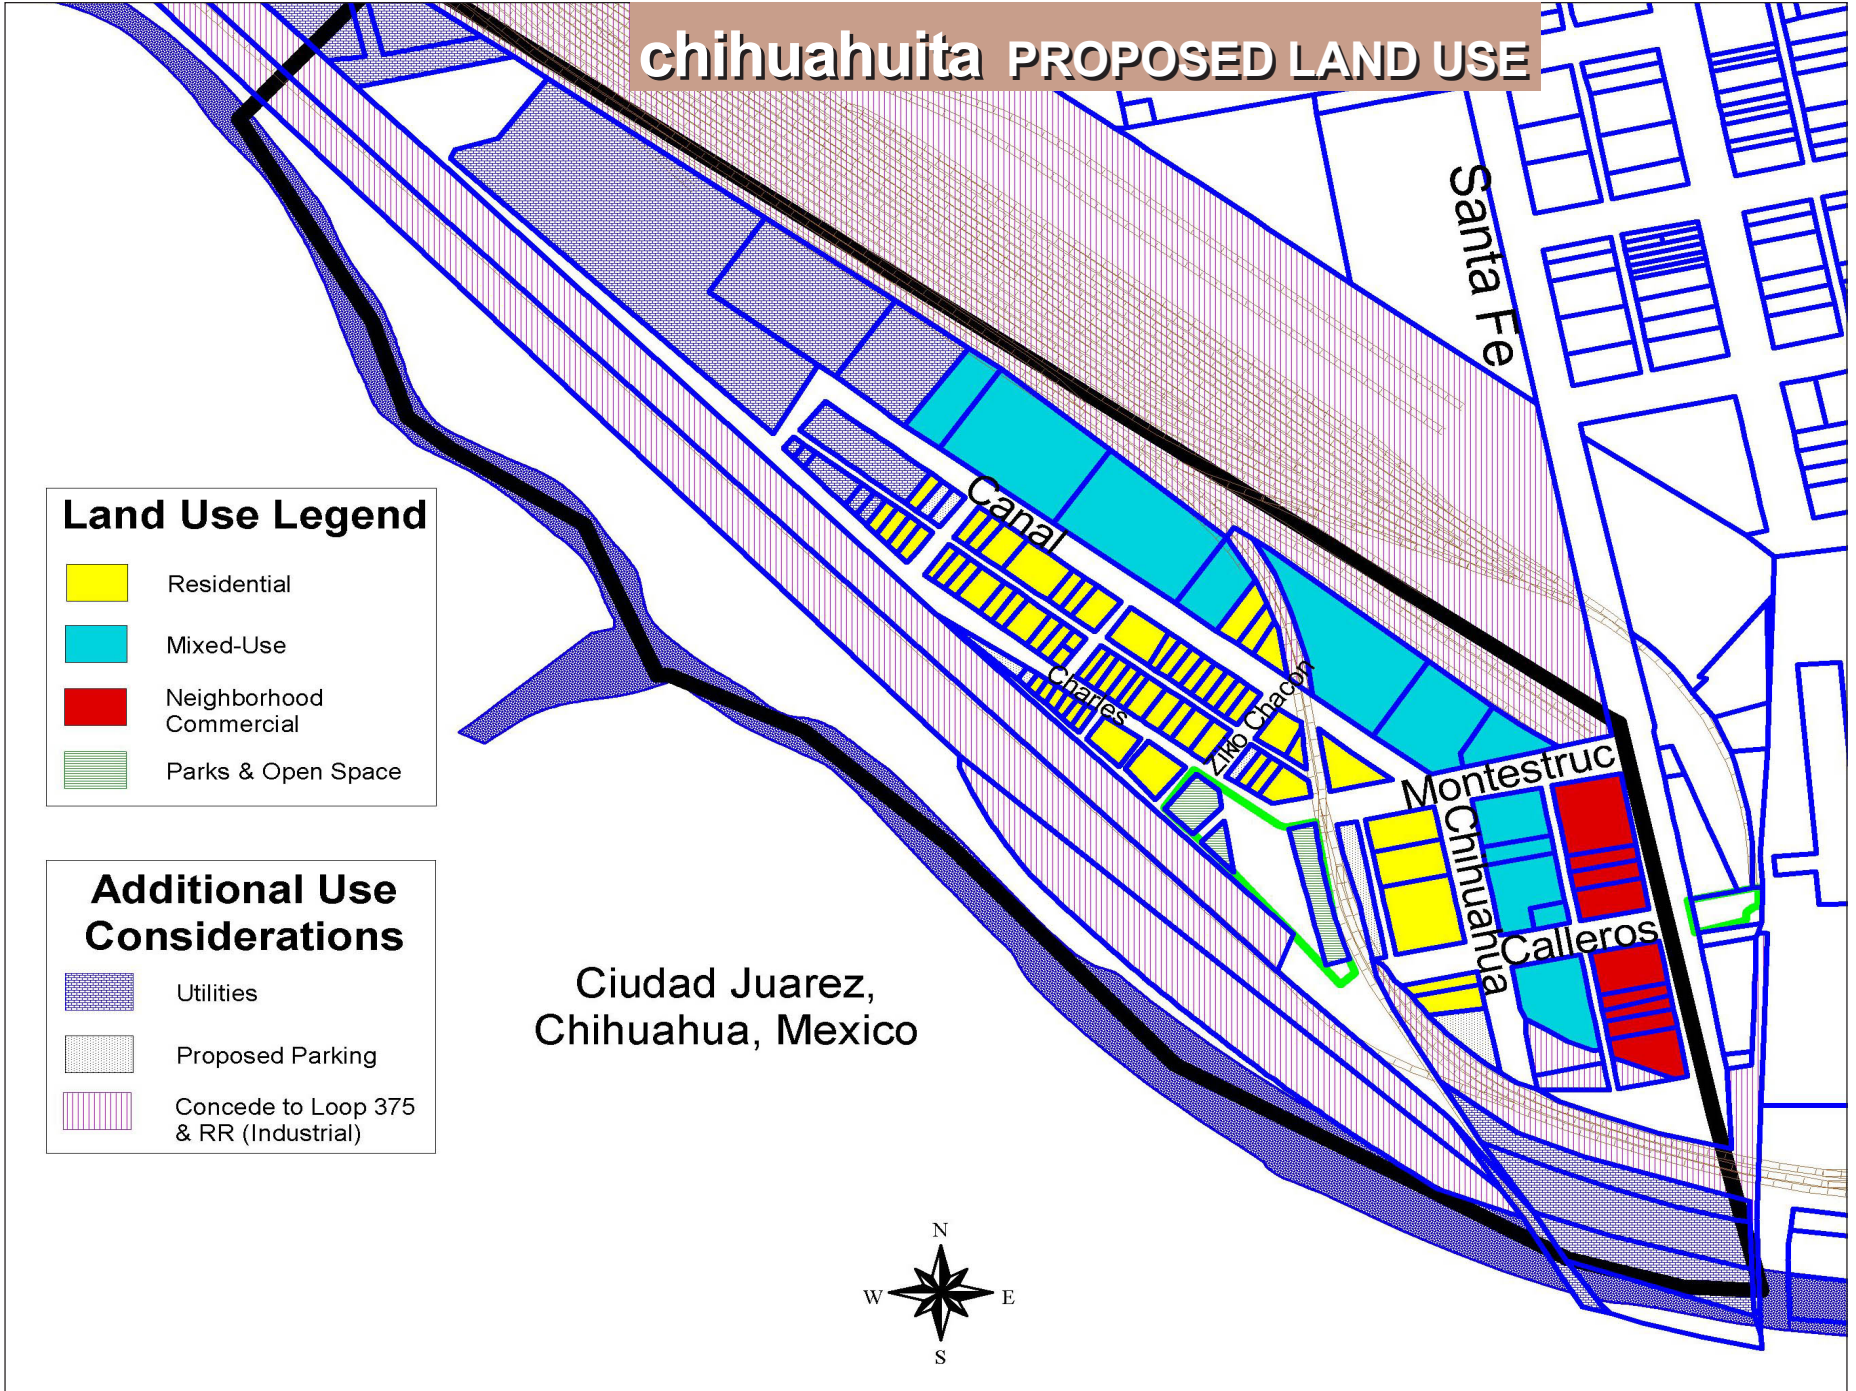 chihuahuita PROPOSED LAND USE
Santa Fe
Canal
Charles
Ziko Chacon
Montestruc
Chihuahua
Calleros
Land Use Legend
Residential
Mixed-Use
Neighborhood
Commercial
Parks & Open Space
Additional Use
Considerations
Utilities
Proposed Parking
Concede to Loop 375
& RR (Industrial)
Ciudad Juarez,
Chihuahua, Mexico
N
W
E
S